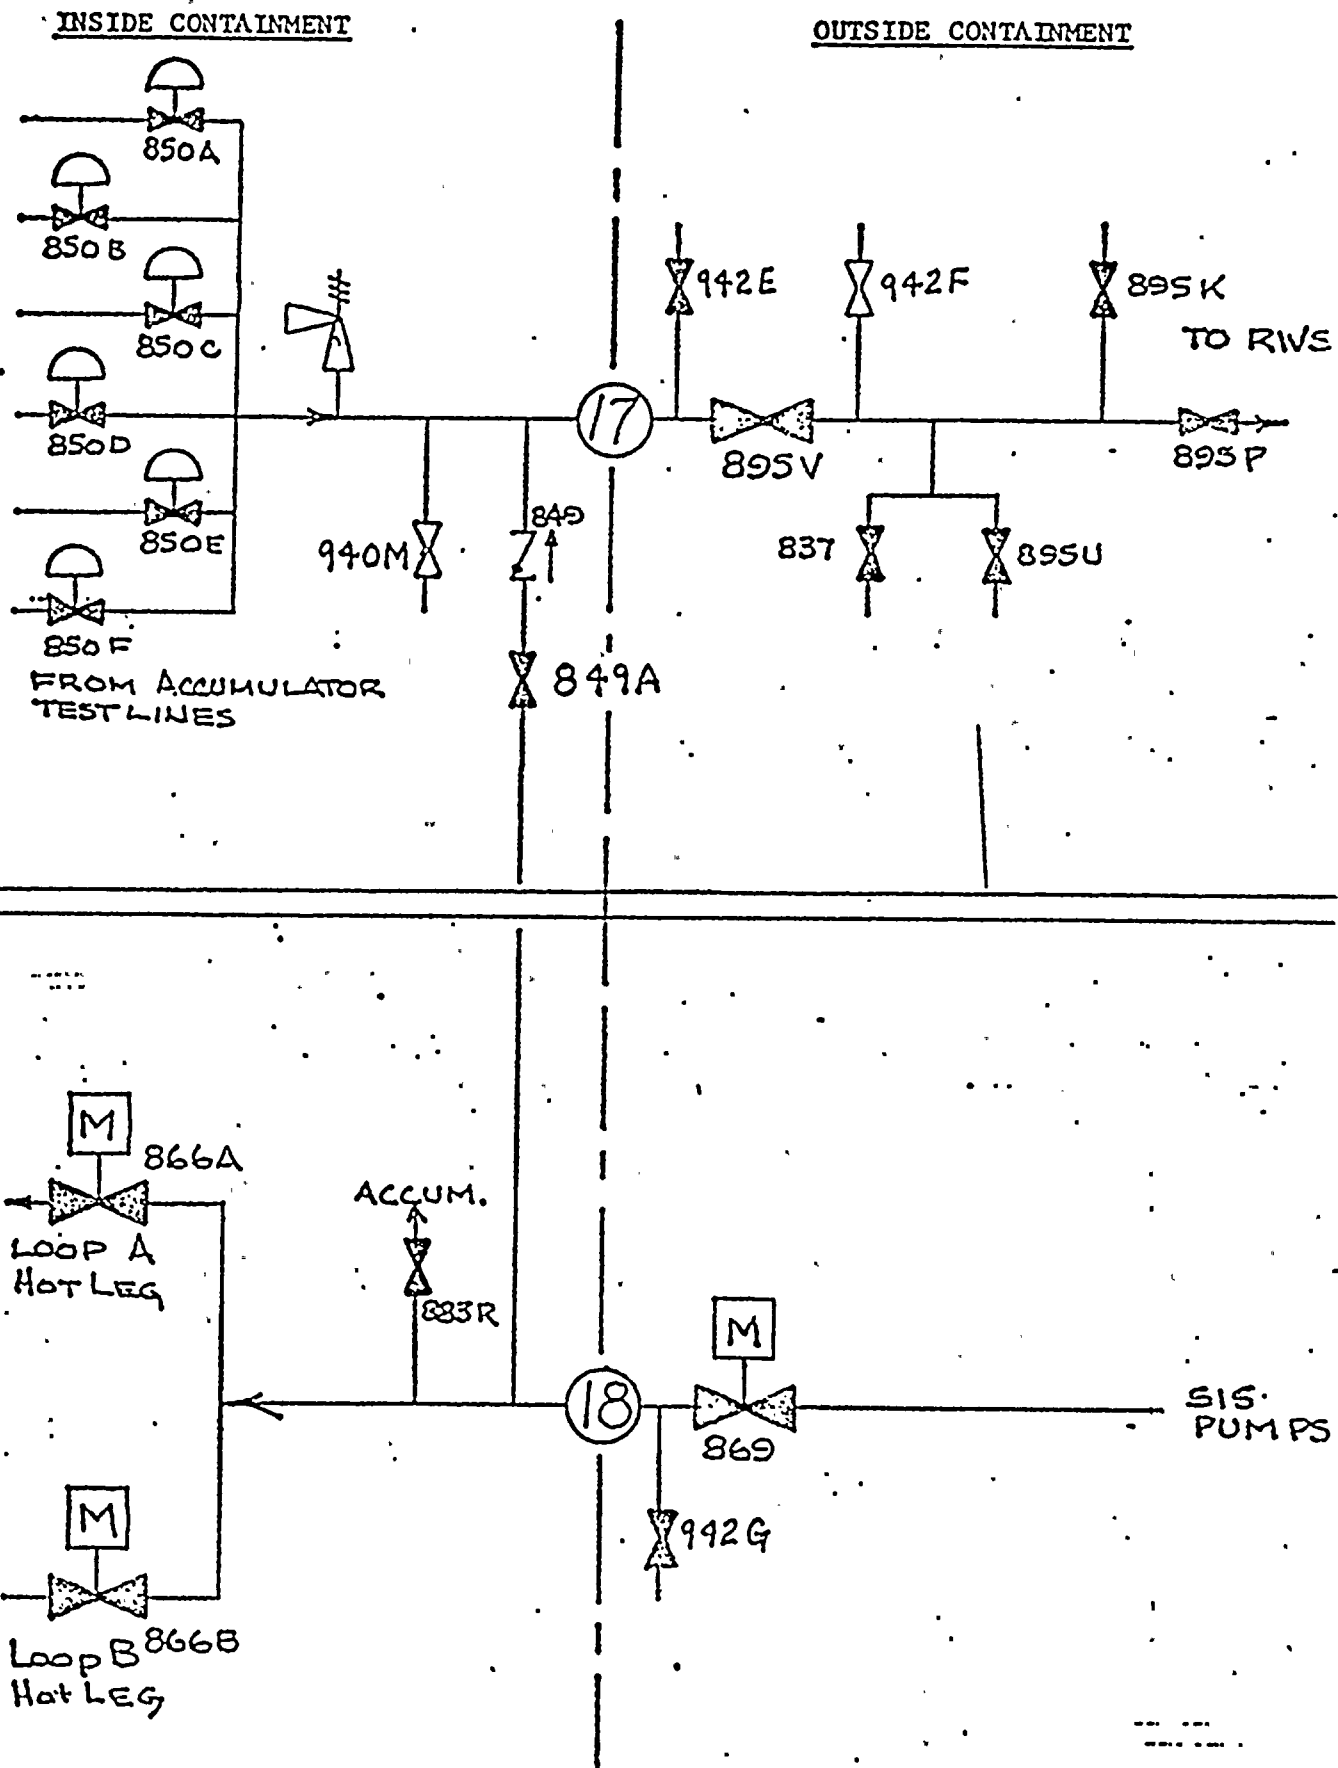 INSIDE CONTAINMENT
OUTSIDE CONTAINMENT
850A
850B
850C
850D
850E
850F
FROM ACCUMULATOR
TEST LINES
940M
849
849A
17
942E
942F
895K
TO RWS
895V
895P
837
895U
M
866A
LOOP A
HOT LEG
ACCUM.
883R
18
M
869
SIS.
PUMPS
942G
M
866B
Loop B
Hot LEG